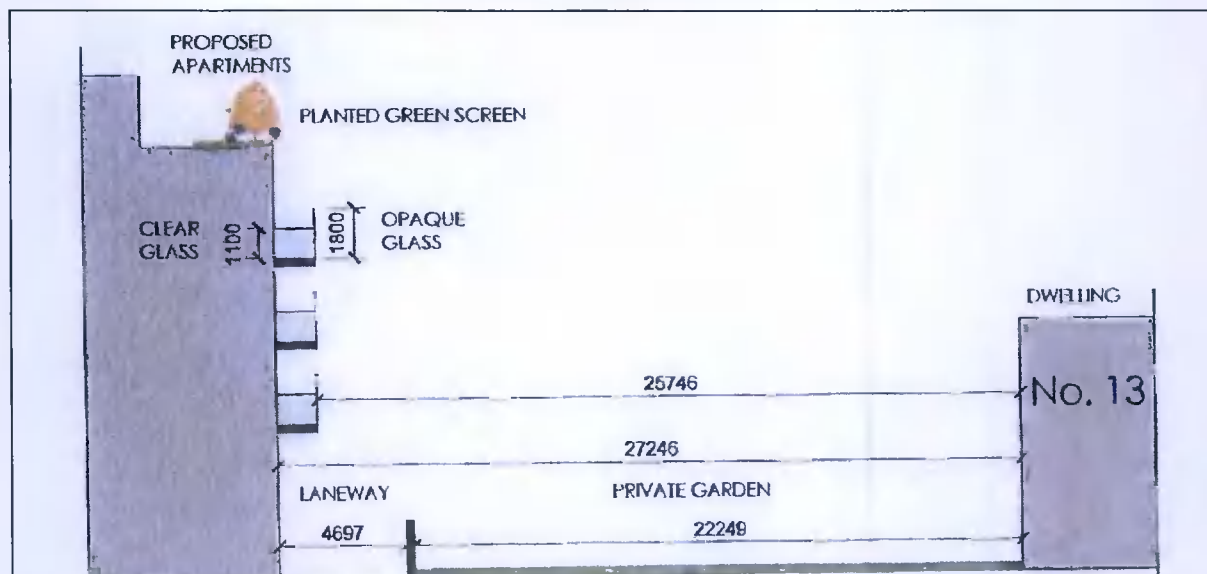 PROPOSED
APARTMENTS
PLANTED GREEN SCREEN
CLEAR
GLASS
1100
1800
OPAQUE
GLASS
DWELLING
No. 13
25746
27246
LANEWAY
PRIVATE GARDEN
4697
22249